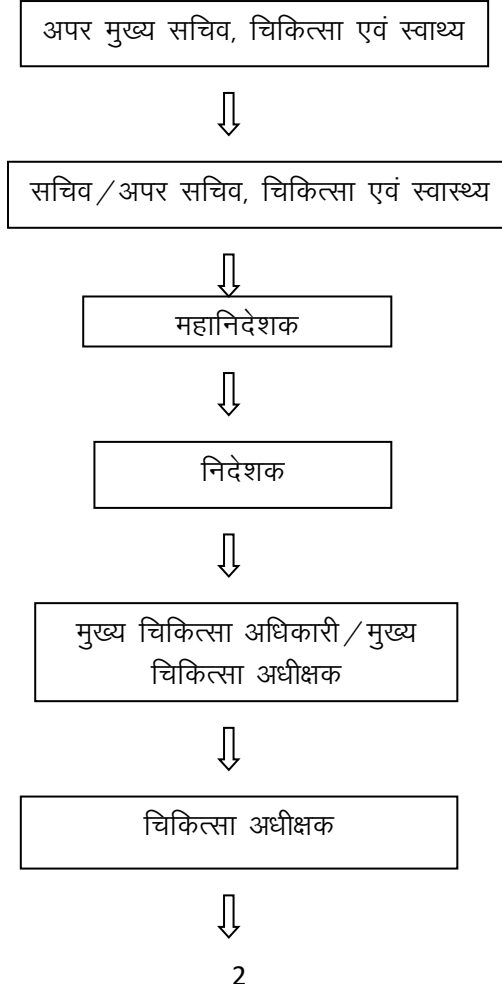 अपर मुख्य सचिव, चिकित्सा एवं स्वाथ्य
सचिव/अपर सचिव, चिकित्सा एवं स्वास्थ्य
महानिदेशक
निदेशक
मुख्य चिकित्सा अधिकारी/मुख्य
चिकित्सा अधीक्षक
चिकित्सा अधीक्षक
2